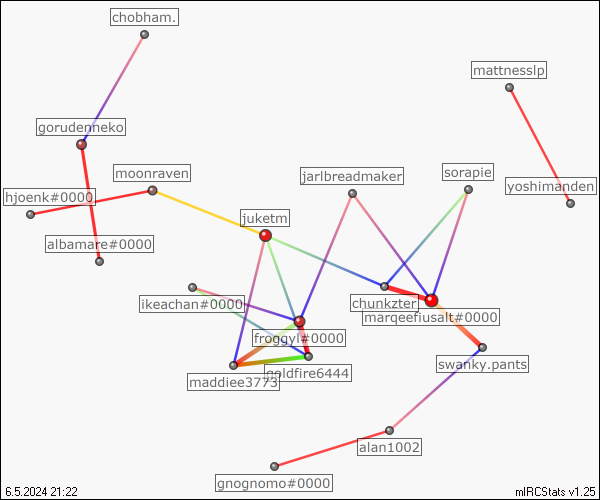 chobham.
mattnesslp
gorudenneko
moonraven
jarlbreadmaker
sorapie
yoshimanden
hjoenk#0000
juketm
albamare#0000
ikeachan#0000
chunkzter
marqeefiusalt#0000
froggyl#0000
swanky.pants
goldfire6444
maddiee3773
alan1002
gnognomo#0000
6.5.2024 21:22
mIRCStats v1.25